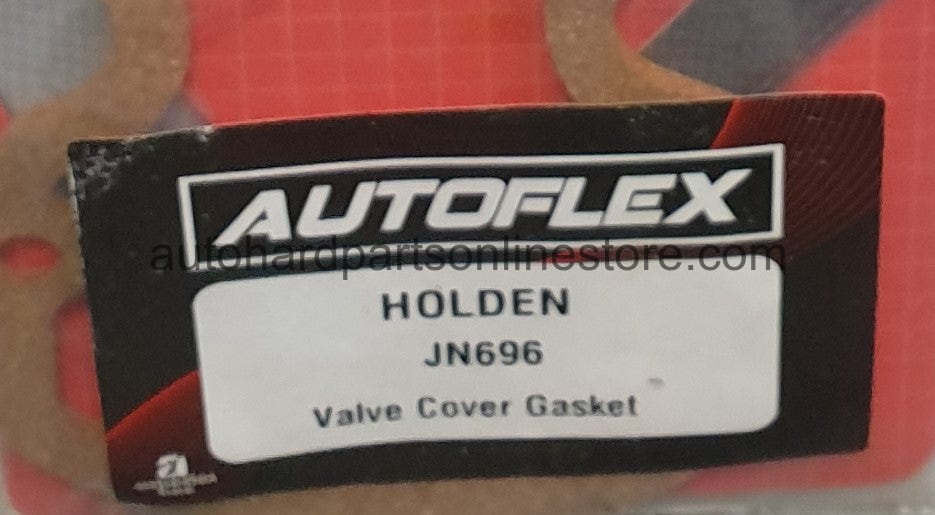 AUTOFLEX
autohardpartsonlinestore.com
HOLDEN
JN696
Valve Cover Gasket